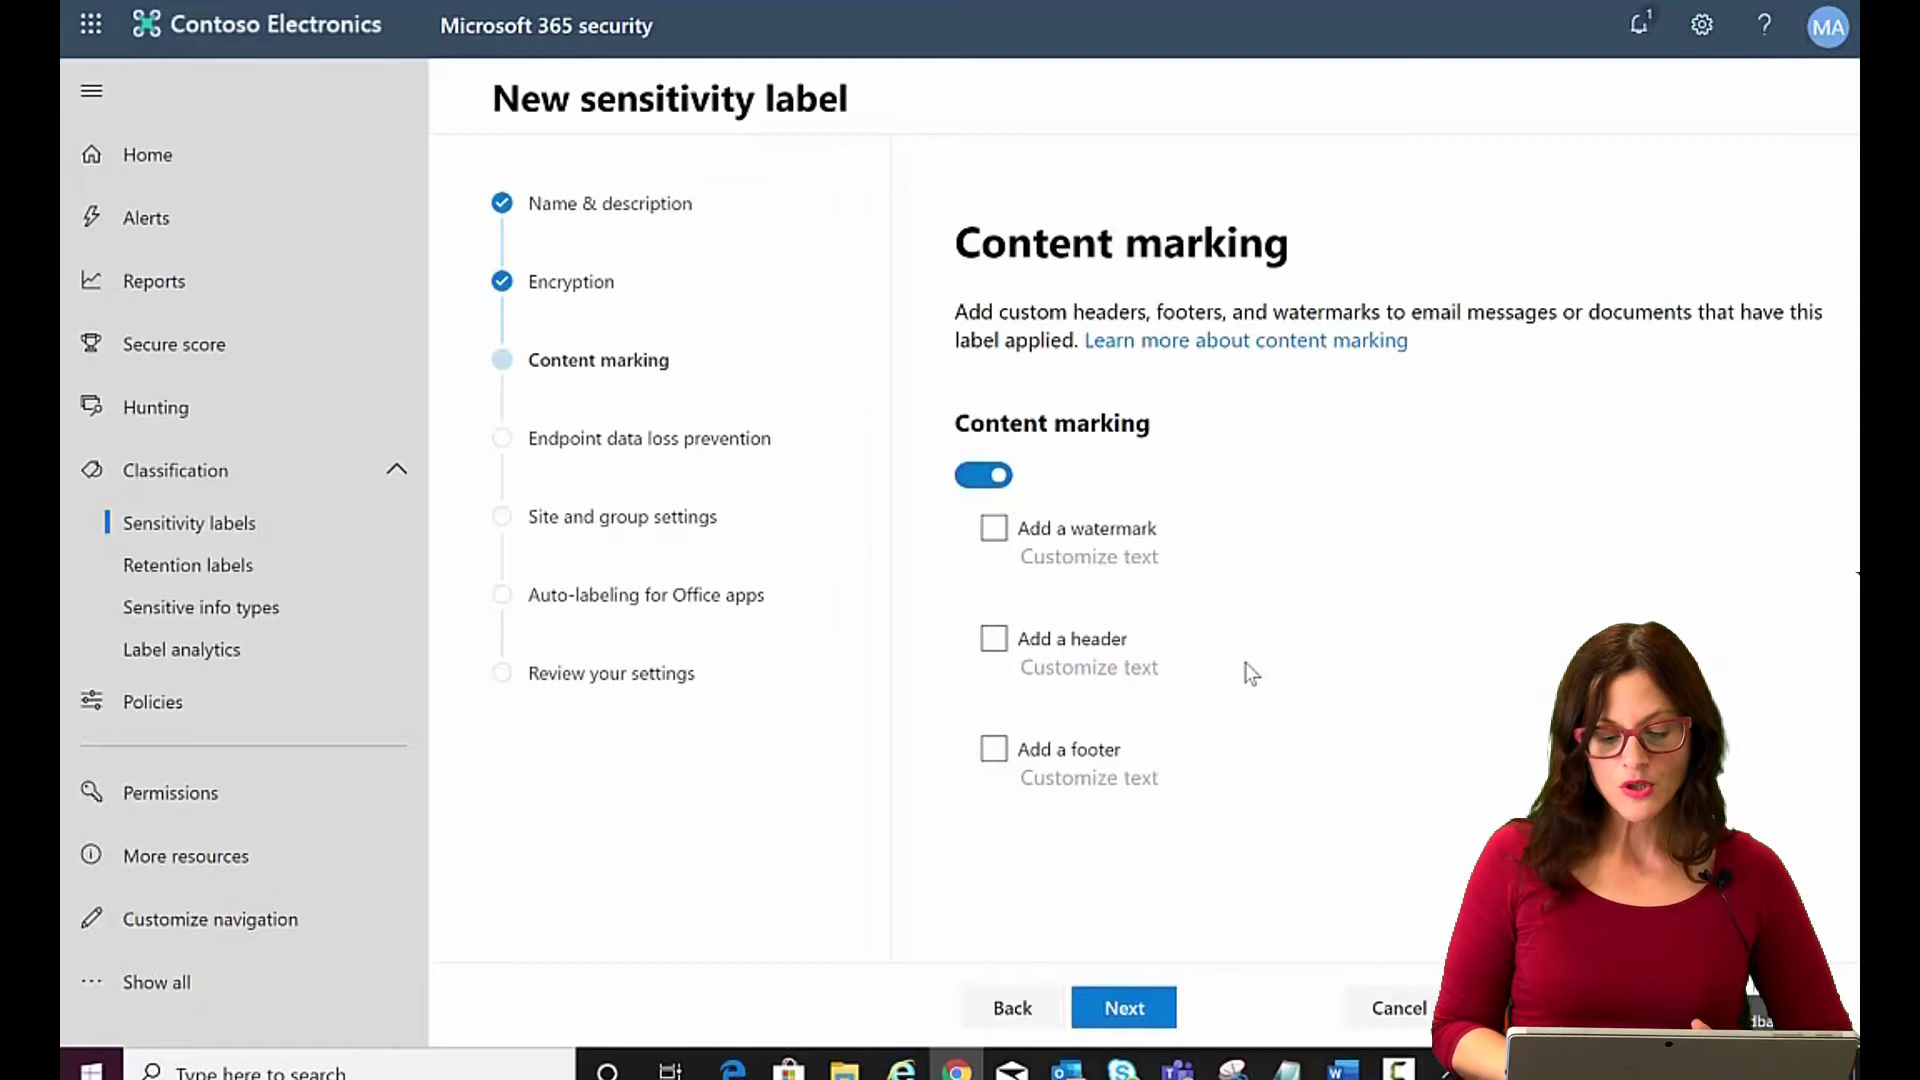 Contoso Electronics
Microsoft 365 security
1
?
MA
New sensitivity label
Home
Alerts
Reports
Secure score
Hunting
Classification
Sensitivity labels
Retention labels
Sensitive info types
Label analytics
Policies
Permissions
More resources
Customize navigation
Show all
Name & description
Encryption
Content marking
Endpoint data loss prevention
Site and group settings
Auto-labeling for Office apps
Review your settings
Content marking
Add custom headers, footers, and watermarks to email messages or documents that have this
label applied. Learn more about content marking
Content marking
Add a watermark
Customize text
Add a header
Customize text
Add a footer
Customize text
Back
Next
Cancel
dba
Type here to search